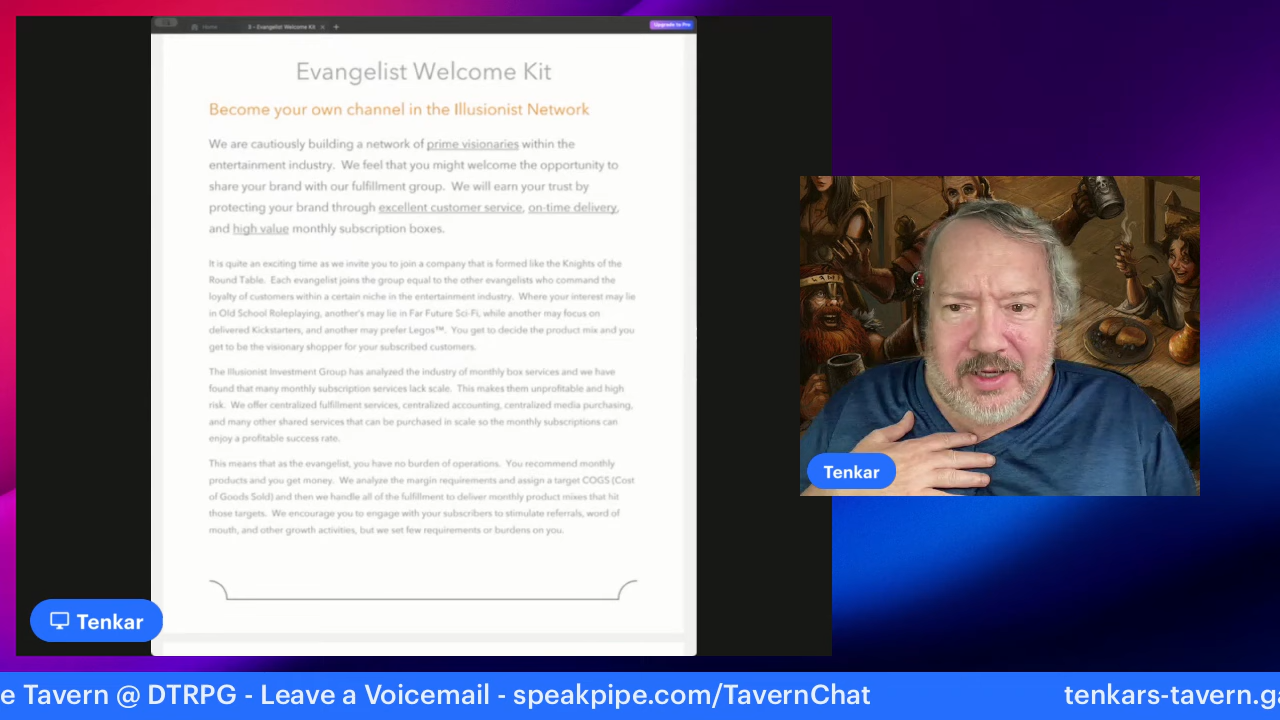 Home
X - Evangelist Welcome Kit
Upgrade to Pro
Evangelist Welcome Kit
Become your own channel in the Illusionist Network
We are cautiously building a network of prime visionaries within the
entertainment industry. We feel that you might welcome the opportunity to
share your brand with our fulfillment group. We will earn your trust by
protecting your brand through excellent customer service, on-time delivery,
and high value monthly subscription boxes.
It is quite an exciting time as we invite you to join a company that is formed like the Knights of the
Round Table. Each evangelist joins the group equal to the other evangelists who command the
loyalty of customers within a certain niche in the entertainment industry. Where your interest may lie
in Old School Roleplaying, another's may lie in Far Future Sci-Fi, while another may focus on
delivered Kickstarters, and another may prefer Legos™. You get to decide the product mix and you
get to be the visionary shopper for your subscribed customers.
The Illusionist Investment Group has analyzed the industry of monthly box services and we have
found that many monthly subscription services lack scale. This makes them unprofitable and high
risk. We offer centralized fulfillment services, centralized accounting, centralized media purchasing,
and many other shared services that can be purchased in scale so the monthly subscriptions can
enjoy a profitable success rate.
This means that as the evangelist, you have no burden of operations. You recommend monthly
products and you get money. We analyze the margin requirements and assign a target COGS (Cost
of Goods Sold) and then we handle all of the fulfillment to deliver monthly product mixes that hit
those targets. We encourage you to engage with your subscribers to stimulate referrals, word of
mouth, and other growth activities, but we set few requirements or burdens on you.
Tenkar
Tenkar
e Tavern @ DTRPG - Leave a Voicemail - speakpipe.com/TavernChat
tenkars-tavern.ga